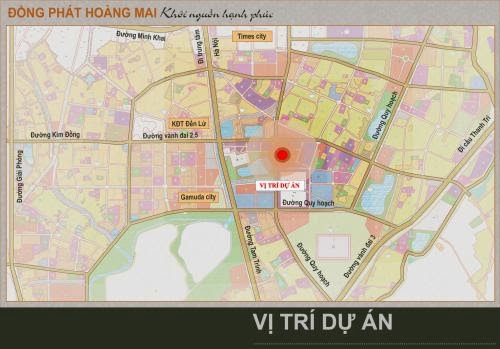 ĐỒNG PHÁT HOÀNG MAI Khởi nguồn hạnh phúc
Đường Minh Khai
Đi trung tâm
Hà Nội
Times city
KĐT Đền Lừ
Đường Kim Đồng
Đường vành đai 2.5
Đường Quy hoạch
Đi cầu Thanh Trì
Đường Giải Phóng
VỊ TRÍ DỰ ÁN
Gamuda city
Đường Quy hoạch
Đường Tam Trinh
Đường Quy hoạch
Đường vành đai 3
VỊ TRÍ DỰ ÁN